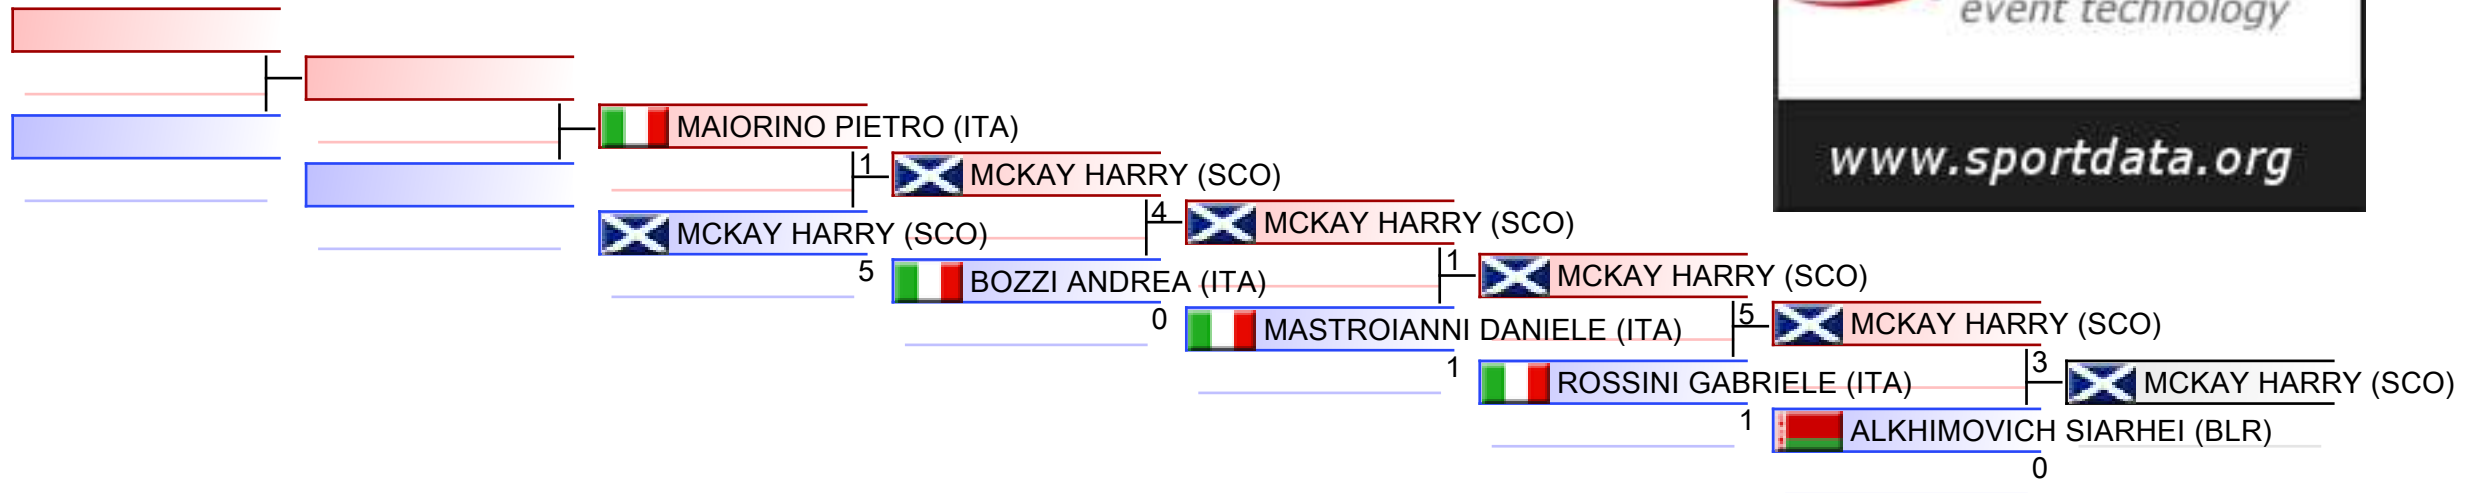 event technology
www.sportdata.org
MAIORINO PIETRO (ITA)
1
MCKAY HARRY (SCO)
5
MCKAY HARRY (SCO)
4
BOZZI ANDREA (ITA)
0
MCKAY HARRY (SCO)
1
MASTROIANNI DANIELE (ITA)
1
MCKAY HARRY (SCO)
5
ROSSINI GABRIELE (ITA)
1
MCKAY HARRY (SCO)
3
ALKHIMOVICH SIARHEI (BLR)
0
MCKAY HARRY (SCO)